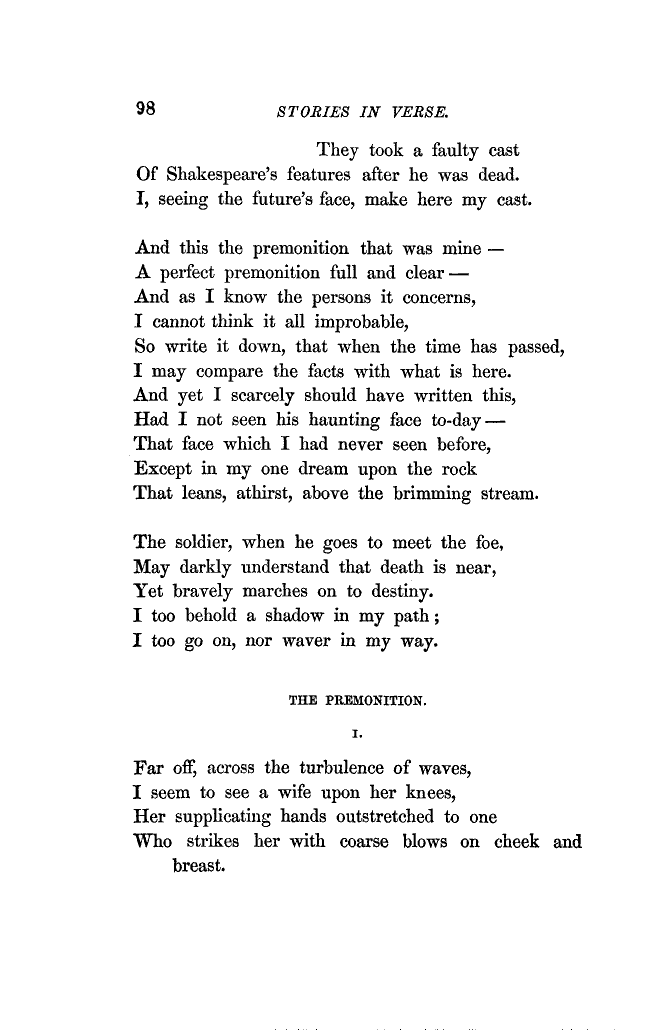 98 STORIES IN VERSE.
They took a faulty cast
Of Shakespeare's features after he was dead.
I, seeing the future's face, make here my cast.
And this the premonition that was mine —
A perfect premonition full and clear —
And as I know the persons it concerns,
I cannot think it all improbable,
So write it down, that when the time has passed,
I may compare the facts with what is here.
And yet I scarcely should have written this,
Had I not seen his haunting face to-day —
That face which I had never seen before,
Except in my one dream upon the rock
That leans, athirst, above the brimming stream.
The soldier, when he goes to meet the foe,
May darkly understand that death is near,
Yet bravely marches on to destiny.
I too behold a shadow in my path;
I too go on, nor waver in my way.
THE PREMONITION.
I.
Far off, across the turbulence of waves,
I seem to see a wife upon her knees,
Her supplicating hands outstretched to one
Who strikes her with coarse blows on cheek and
breast.